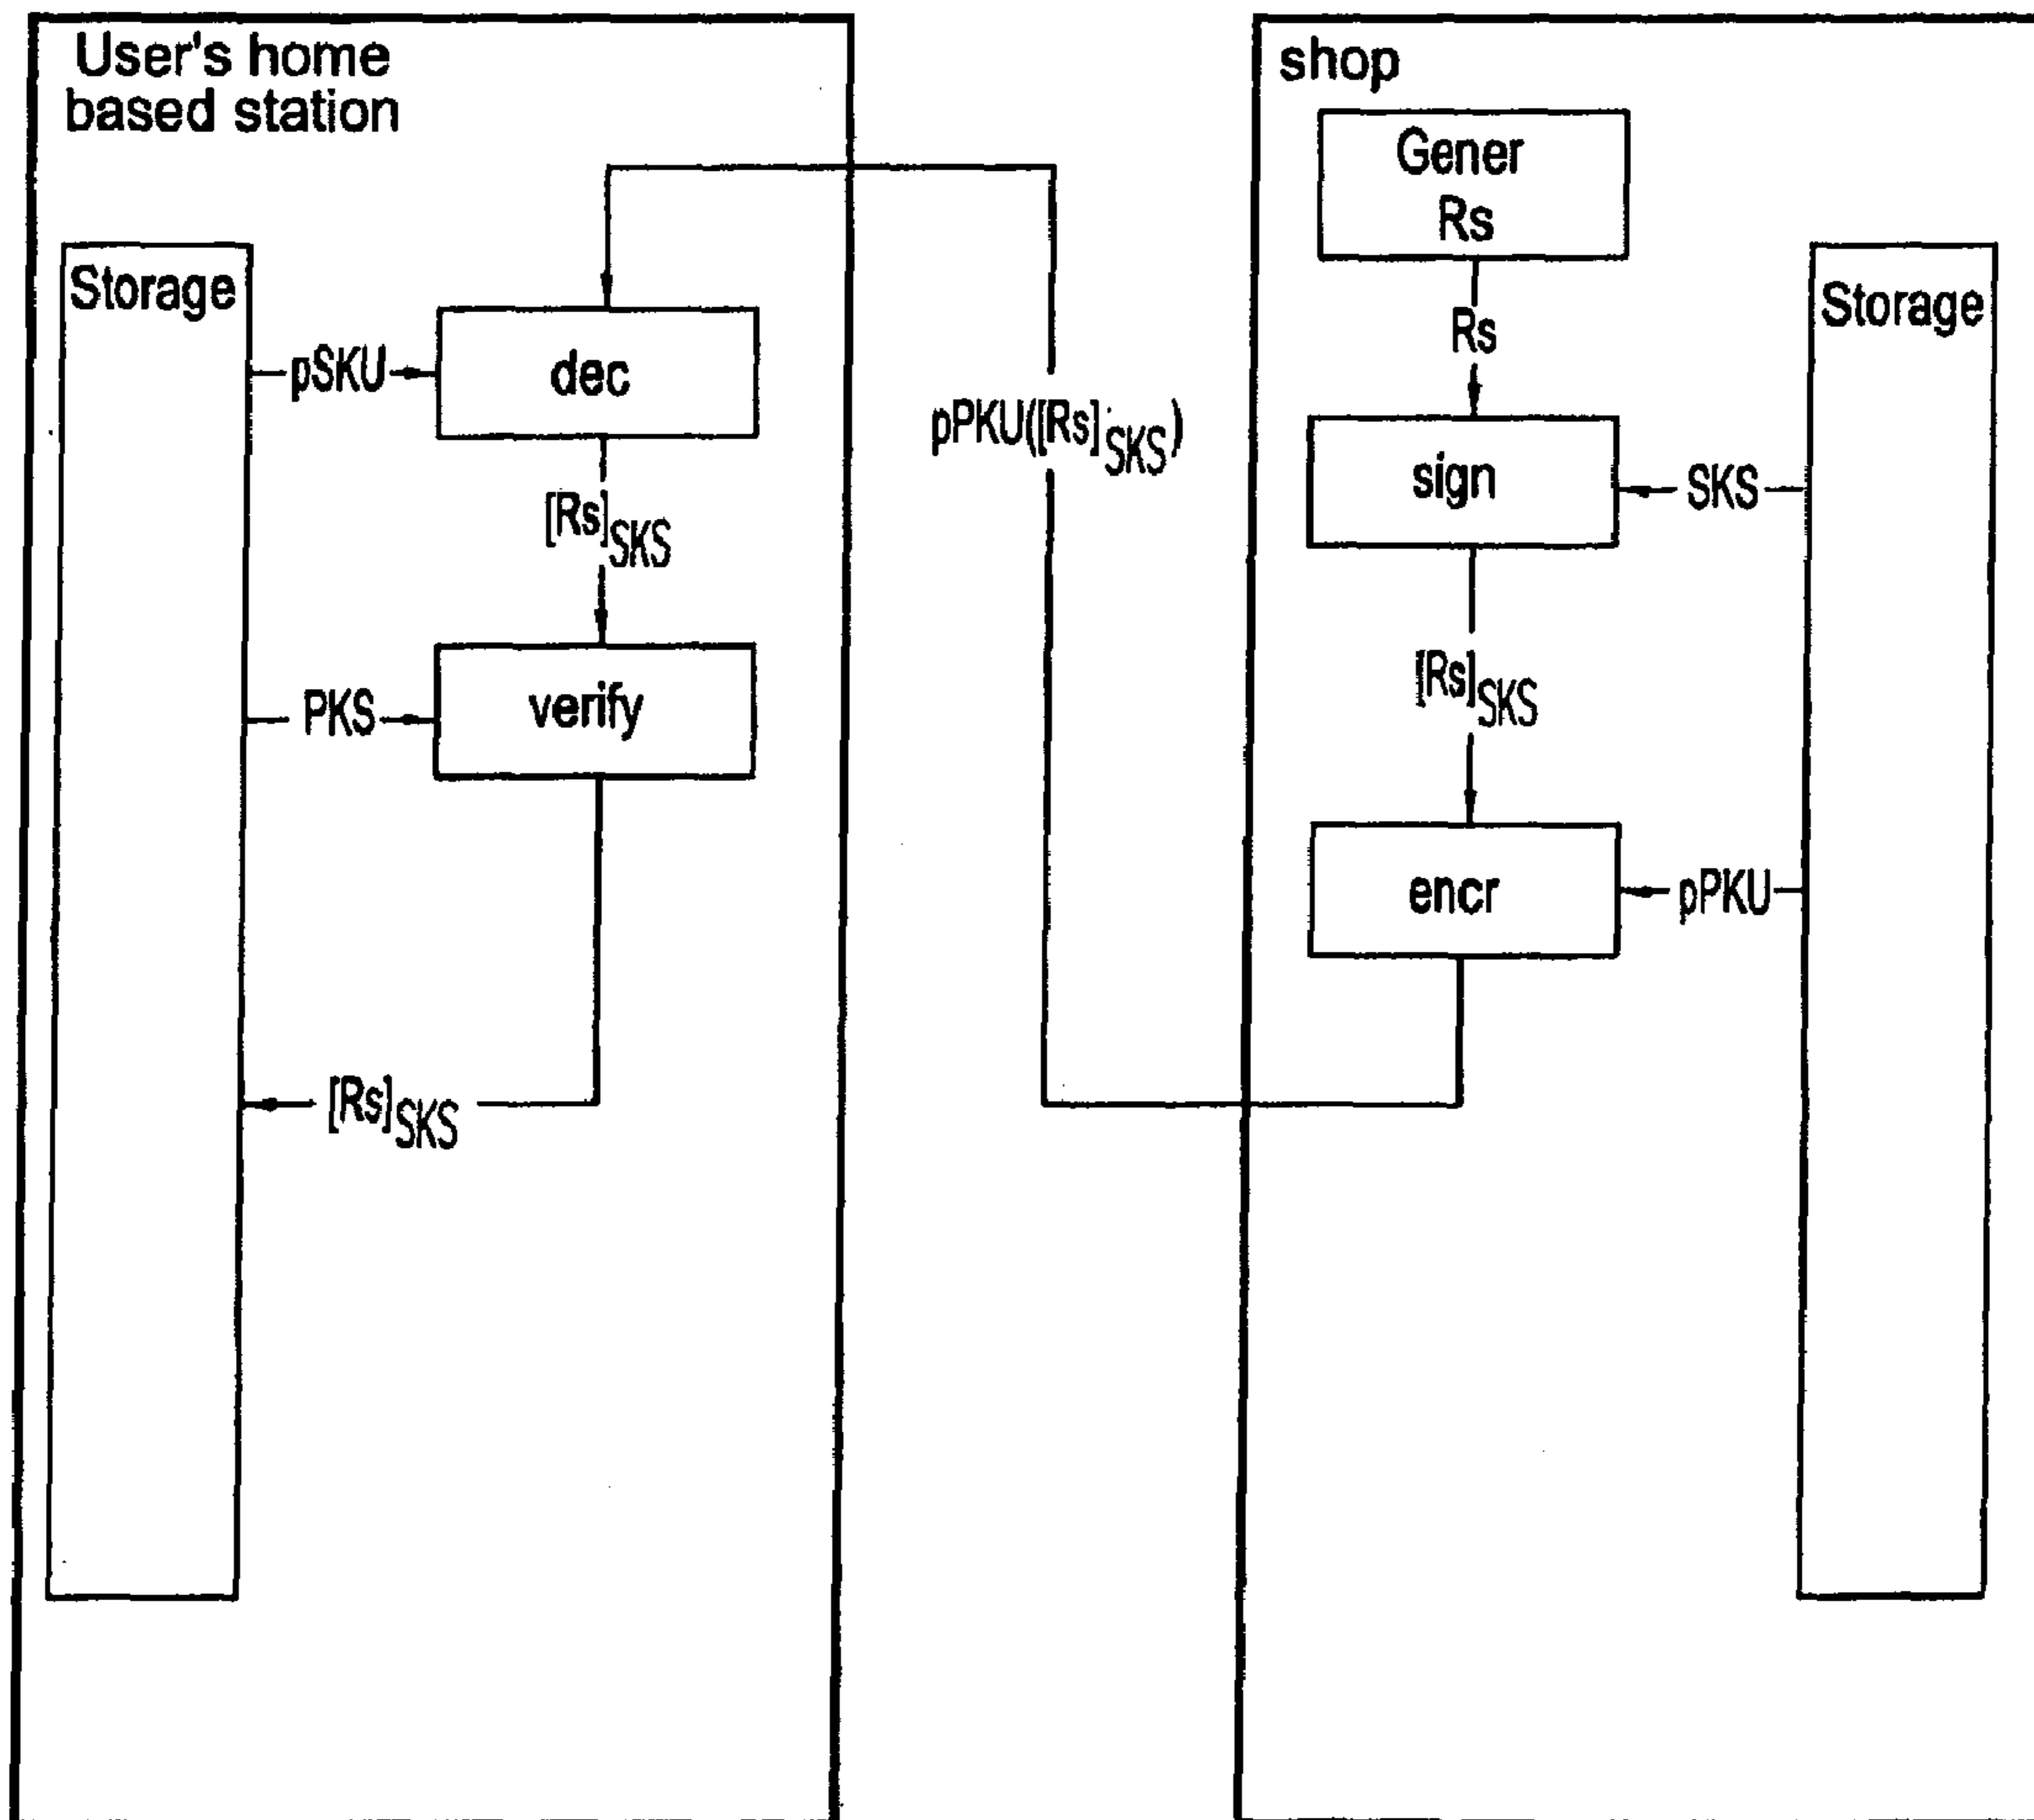 User's home
based station
Storage
pSKU
dec
[Rs]SKS
PKS
verify
[Rs]SKS
pPKU([Rs]SKS)
shop
Gener
Rs
Rs
Storage
sign
SKS
[Rs]SKS
encr
pPKU